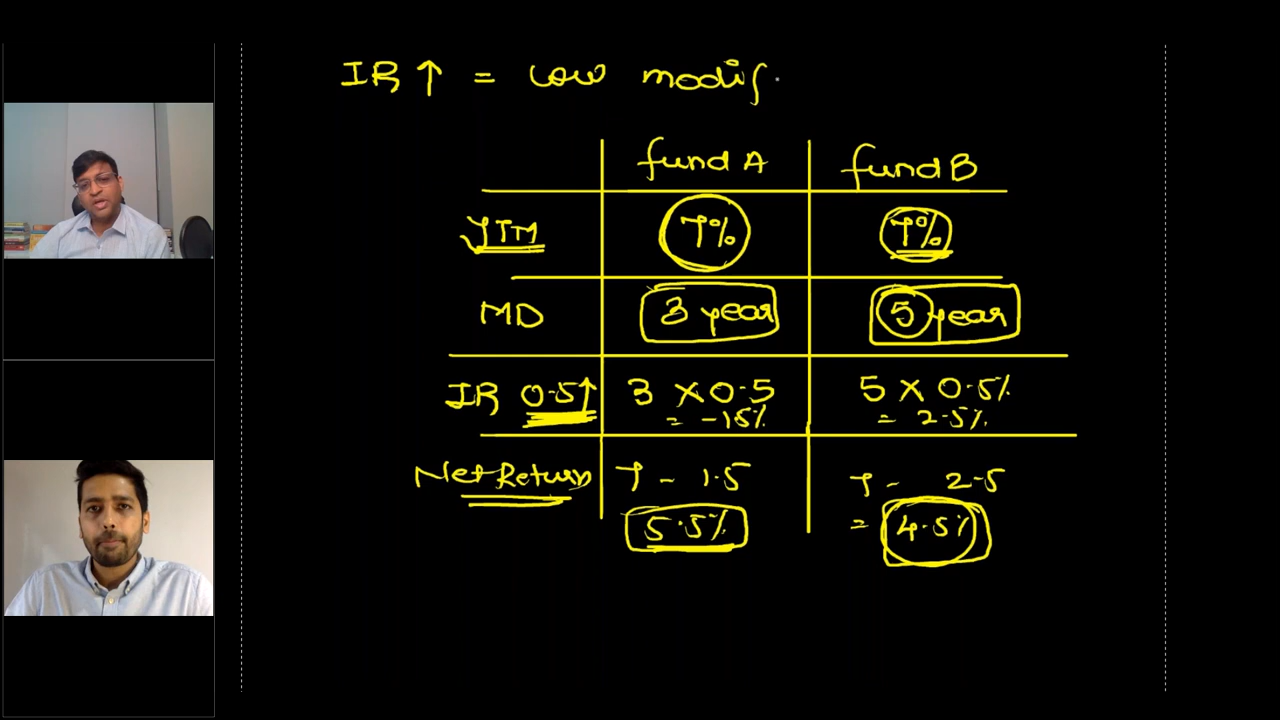 IR ↑ = low modif
fund A fund B
YTM 7% 7%
MD 3 year 5 year
IR 0.5↑ 3 X 0.5 5 X 0.5%
= -1.5% = 2.5%
Net Return 7 - 1.5 7 - 2.5
5.5% = 4.5%